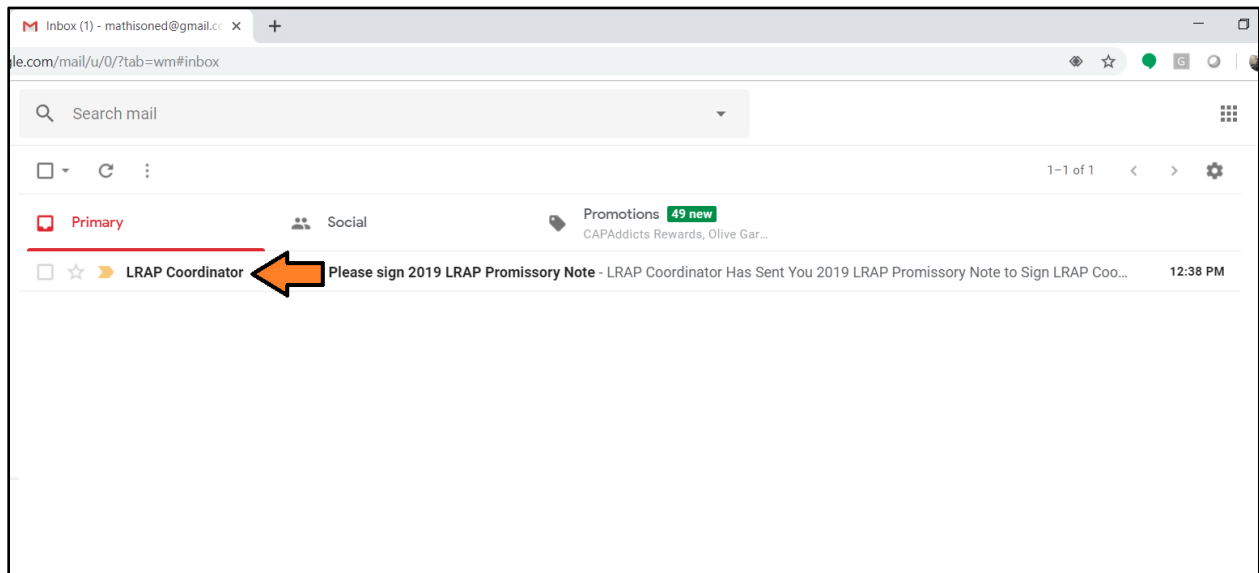 Inbox (1) - mathisoned@gmail.cc
le.com/mail/u/0/?tab=wm#inbox
G
Search mail
1–1 of 1
Primary
Social
Promotions 49 new
CAPAddicts Rewards, Olive Gar...
LRAP Coordinator Please sign 2019 LRAP Promissory Note - LRAP Coordinator Has Sent You 2019 LRAP Promissory Note to Sign LRAP Coo... 12:38 PM